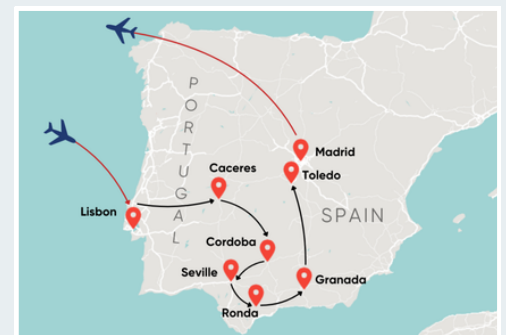 PORTUGAL
Madrid
Toledo
Caceres
Lisbon
SPAIN
Cordoba
Seville
Granada
Ronda